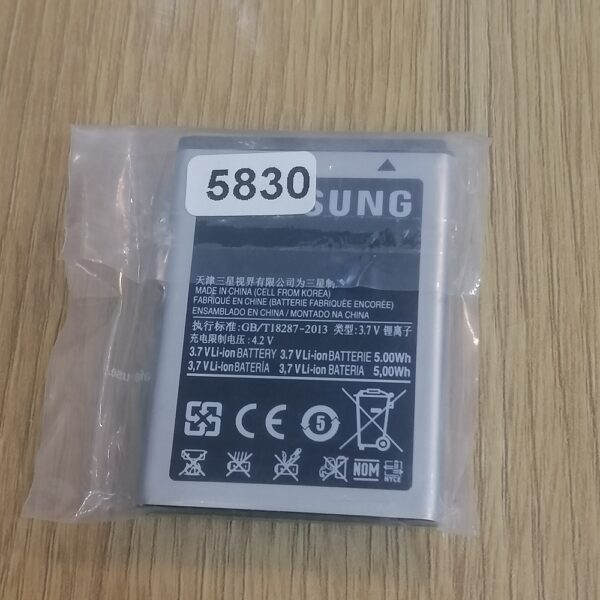 5830
SUNG
天津三星视界有限公司为三星制
MADE IN CHINA (CELL FROM KOREA)
FABRIQUÉ EN CHINE (BATTERIE FABRIQUÉE ENCORÉE)
ENSAMBLADO EN CHINA / MONTADO NA CHINA
执行标准: GB/T18287-2013 类型: 3.7 V 锂离子
充电限制电压: 4.2 V
3.7 V Li-ion BATTERY 3.7 V Li-ion BATTERIE 5.00Wh
3,7 V Li-ion BATERÍA 3,7 V Li-ion BATERIA 5,00Wh
CE 5
NOM NYCE